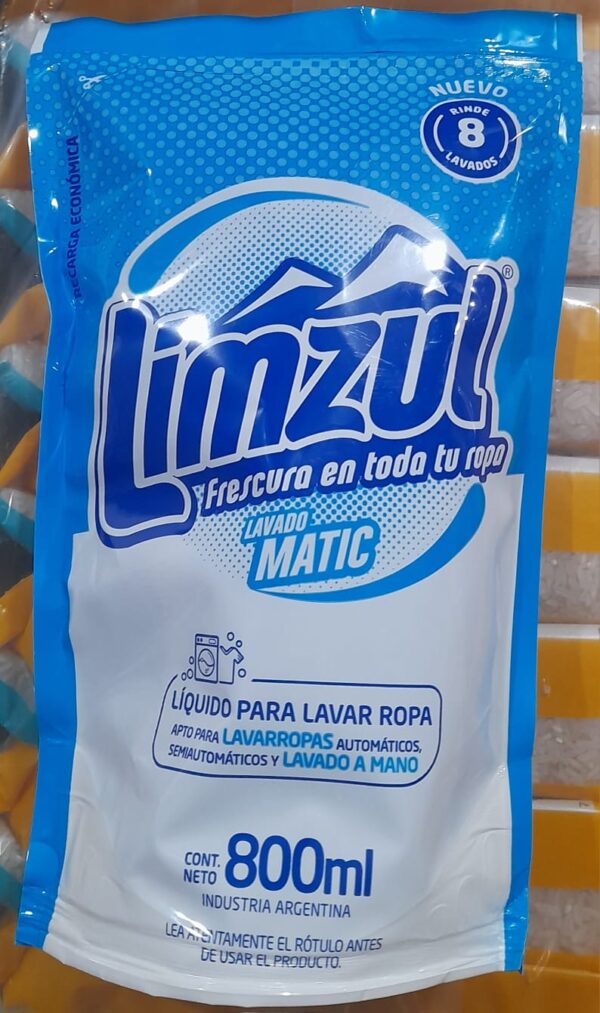 NUEVO
RINDE
8
LAVADOS
RECARGA ECONÓMICA
Limzul®
Frescura en toda tu ropa
LAVADO
MATIC
LÍQUIDO PARA LAVAR ROPA
APTO PARA LAVARROPAS AUTOMÁTICOS,
SEMIAUTOMÁTICOS Y LAVADO A MANO
CONT.
NETO 800ml
INDUSTRIA ARGENTINA
LEA ATENTAMENTE EL RÓTULO ANTES
DE USAR EL PRODUCTO.